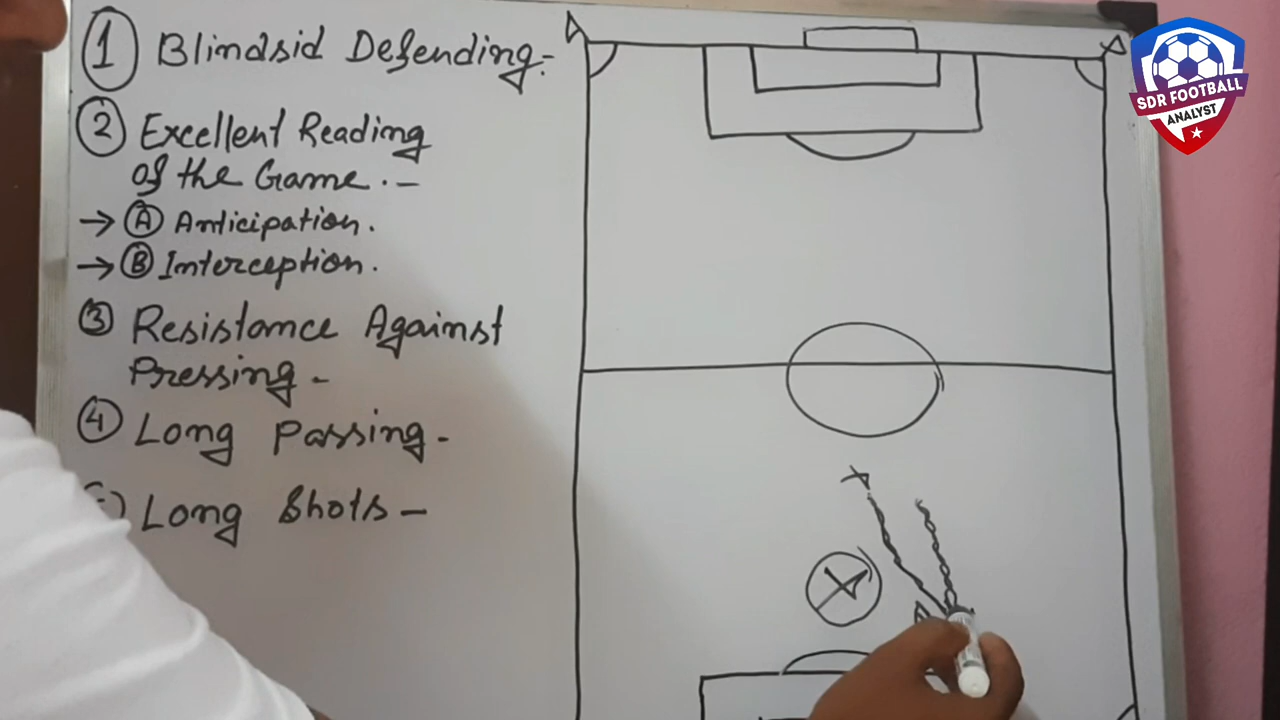 1 Blindsid Defending:-
2 Excellent Reading
of the Game.-
→ A Anticipation.
→ B Interception.
3 Resistance Against
Pressing-
4 Long Passing-
Long Shots-
SDR FOOTBALL
ANALYST